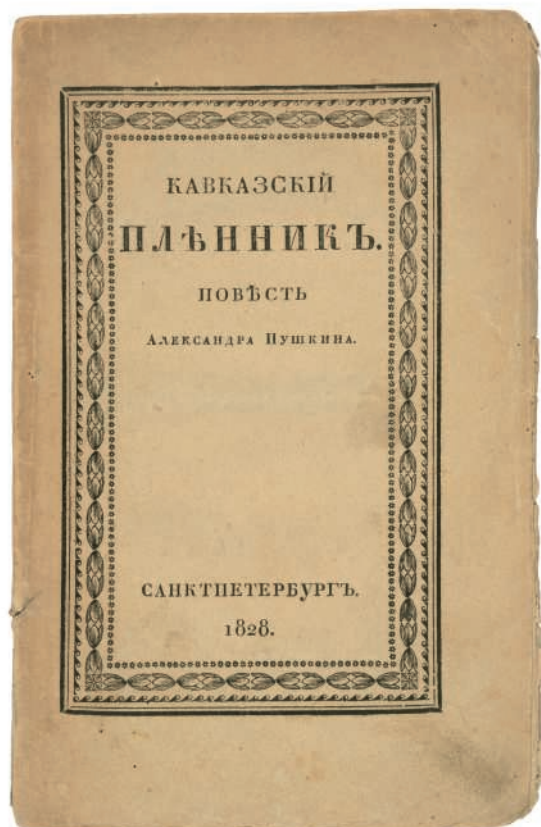 КАВКАЗСКІЙ
ПЛѢННИКЪ.
ПОВѢСТЬ
АЛЕКСАНДРА ПУШКИНА.
САНКТПЕТЕРБУРГЪ.
1828.